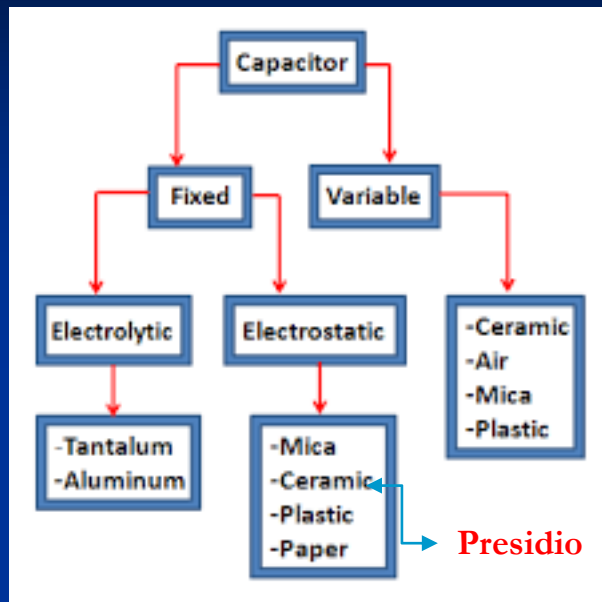 Capacitor
Fixed
Variable
Electrolytic
Electrostatic
-Ceramic
-Air
-Mica
-Plastic
-Tantalum
-Aluminum
-Mica
-Ceramic
-Plastic
-Paper
Presidio